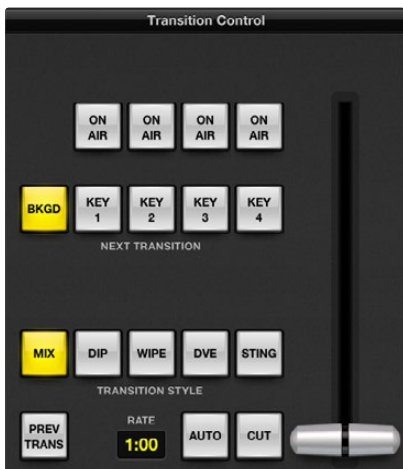 Transition Control
ON AIR
ON AIR
ON AIR
ON AIR
BKGD
KEY 1
KEY 2
KEY 3
KEY 4
NEXT TRANSITION
MIX
DIP
WIPE
DVE
STING
TRANSITION STYLE
PREV TRANS
RATE
1:00
AUTO
CUT